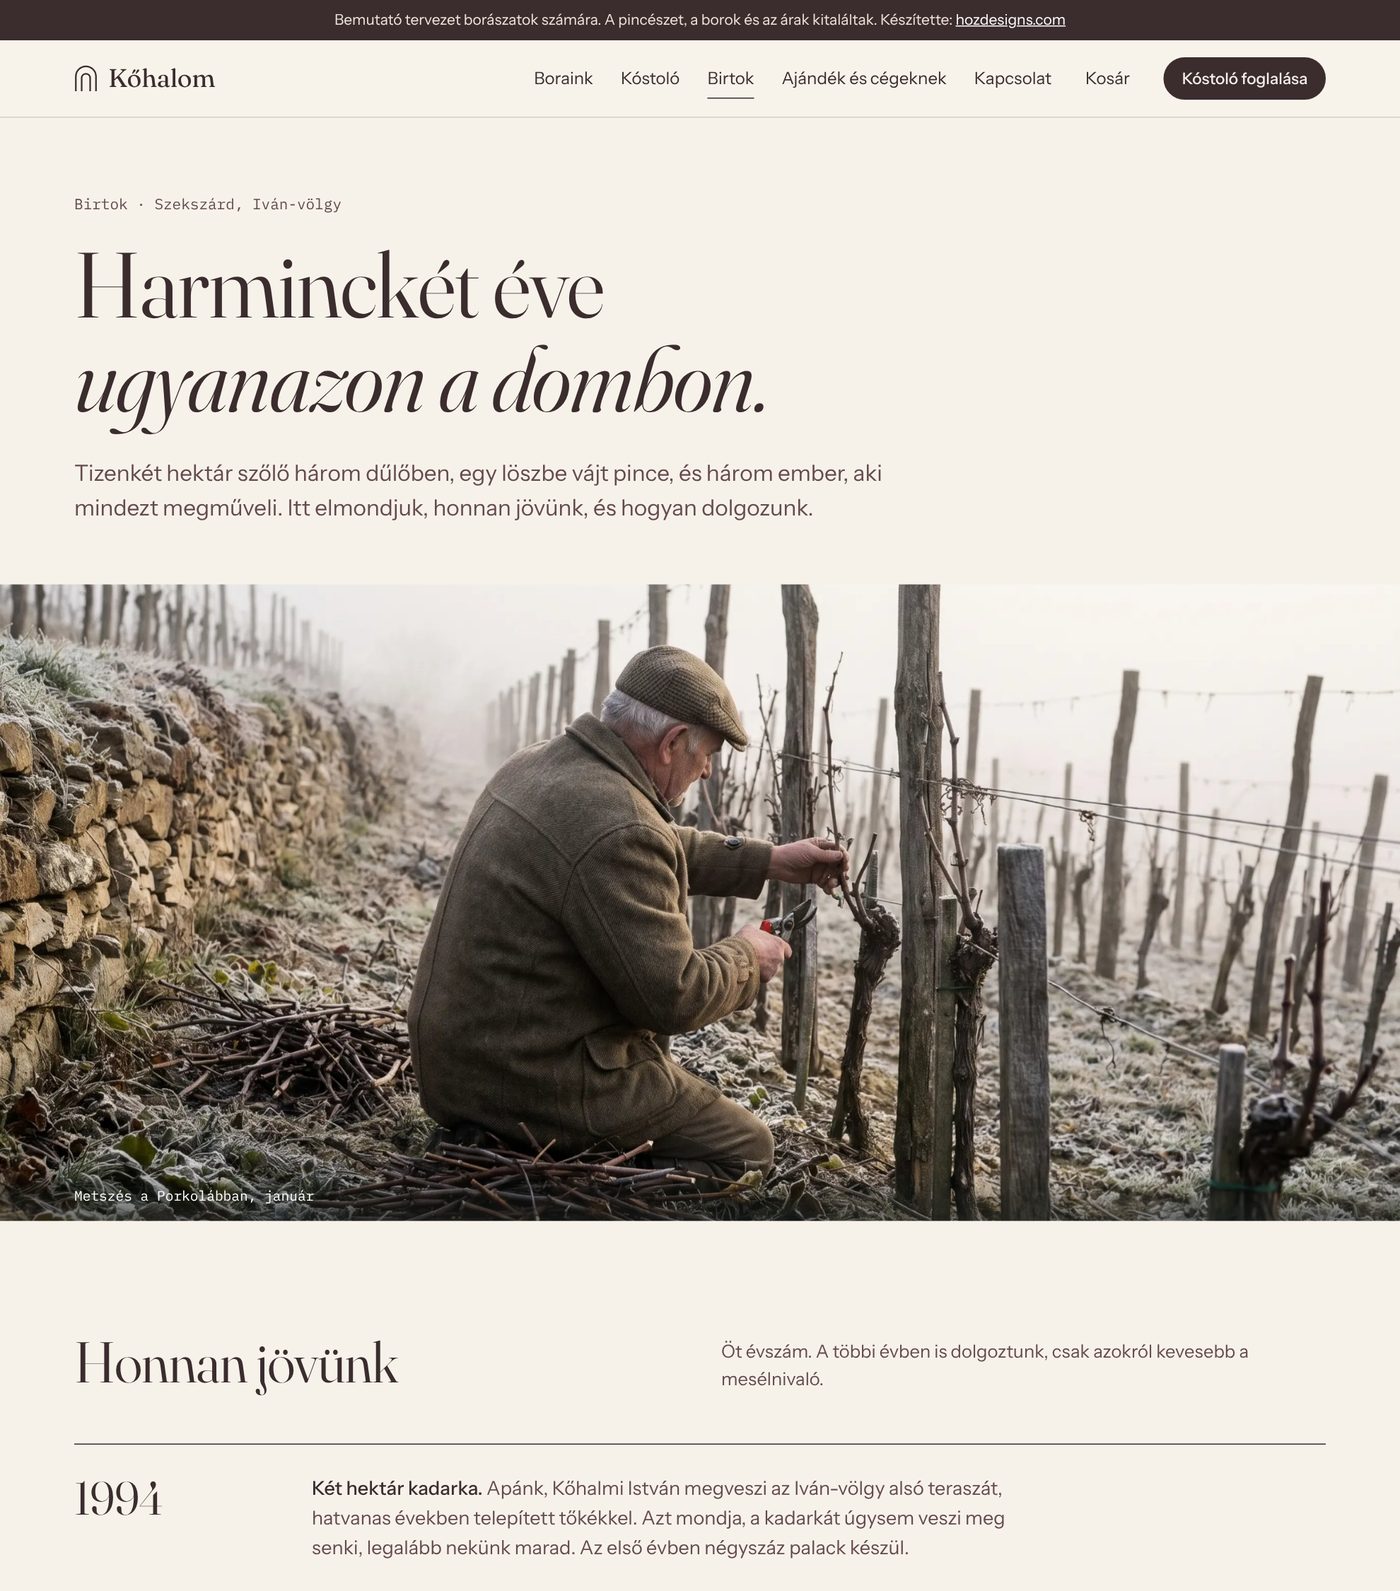 Bemutató tervezet borászatok számára. A pincészet, a borok és az árak kitaláltak. Készítette: hozdesigns.com
Kőhalom
Boraink
Kóstoló
Birtok
Ajándék és cégeknek
Kapcsolat
Kosár
Kóstoló foglalása
Birtok · Szekszárd, Iván-völgy
Harminckét éve
ugyanazon a dombon.
Tizenkét hektár szőlő három dűlőben, egy löszbe vájt pince, és három ember, aki
mindezt megműveli. Itt elmondjuk, honnan jövünk, és hogyan dolgozunk.
Metszés a Porkolábban, január
Honnan jövünk
Öt évszám. A többi évben is dolgoztunk, csak azokról kevesebb a
mesélnivaló.
1994
Két hektár kadarka. Apánk, Kőhalmi István megveszi az Iván-völgy alsó teraszát,
hatvanas években telepített tőkékkel. Azt mondja, a kadarkát úgysem veszi meg
senki, legalább nekünk marad. Az első évben négyszáz palack készül.